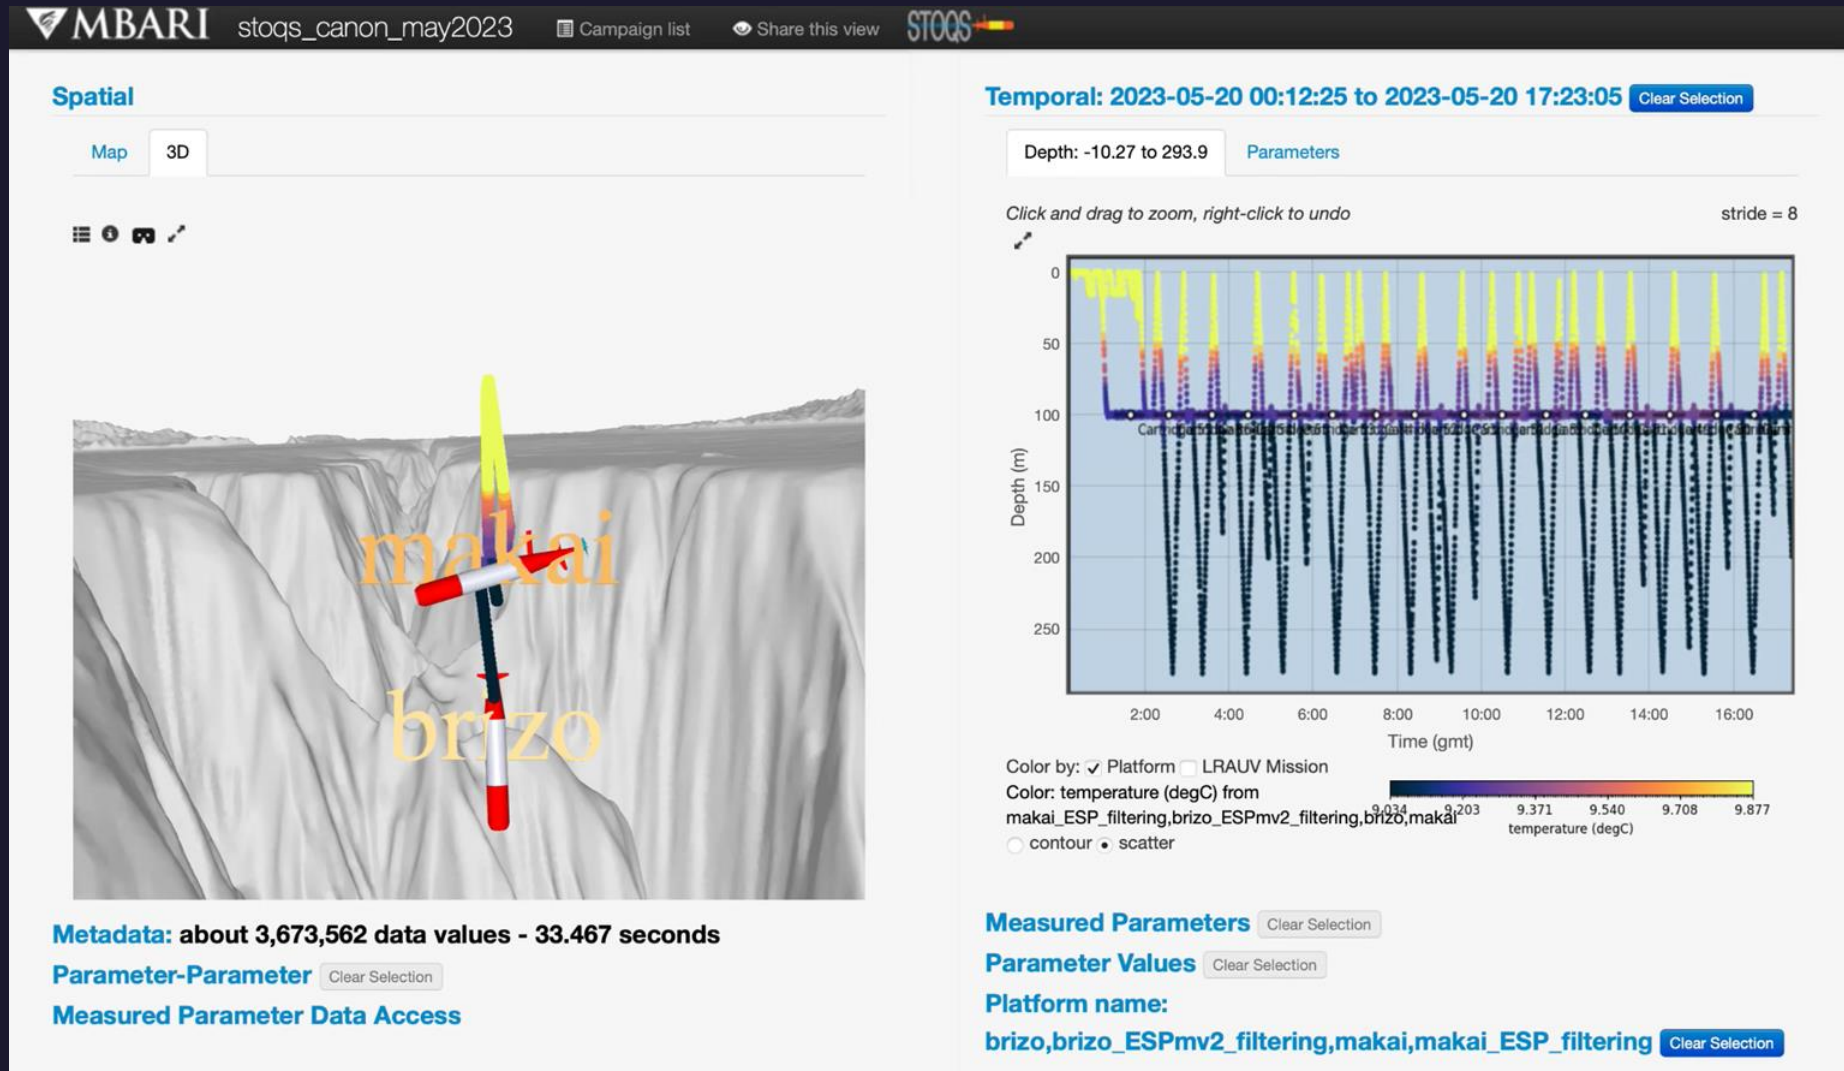 MBARI stoqs_canon_may2023 Campaign list Share this view STOQS
Spatial
Map 3D
makai
brizo
Metadata: about 3,673,562 data values - 33.467 seconds
Parameter-Parameter Clear Selection
Measured Parameter Data Access
Temporal: 2023-05-20 00:12:25 to 2023-05-20 17:23:05 Clear Selection
Depth: -10.27 to 293.9 Parameters
Click and drag to zoom, right-click to undo stride = 8
0
50
100
150
200
250
Depth (m)
2:00 4:00 6:00 8:00 10:00 12:00 14:00 16:00
Time (gmt)
Color by: Platform LRAUV Mission
Color: temperature (degC) from
makai_ESP_filtering,brizo_ESPmv2_filtering,brizo,makai
9.034 9.203 9.371 9.540 9.708 9.877
temperature (degC)
contour scatter
Measured Parameters Clear Selection
Parameter Values Clear Selection
Platform name:
brizo,brizo_ESPmv2_filtering,makai,makai_ESP_filtering Clear Selection